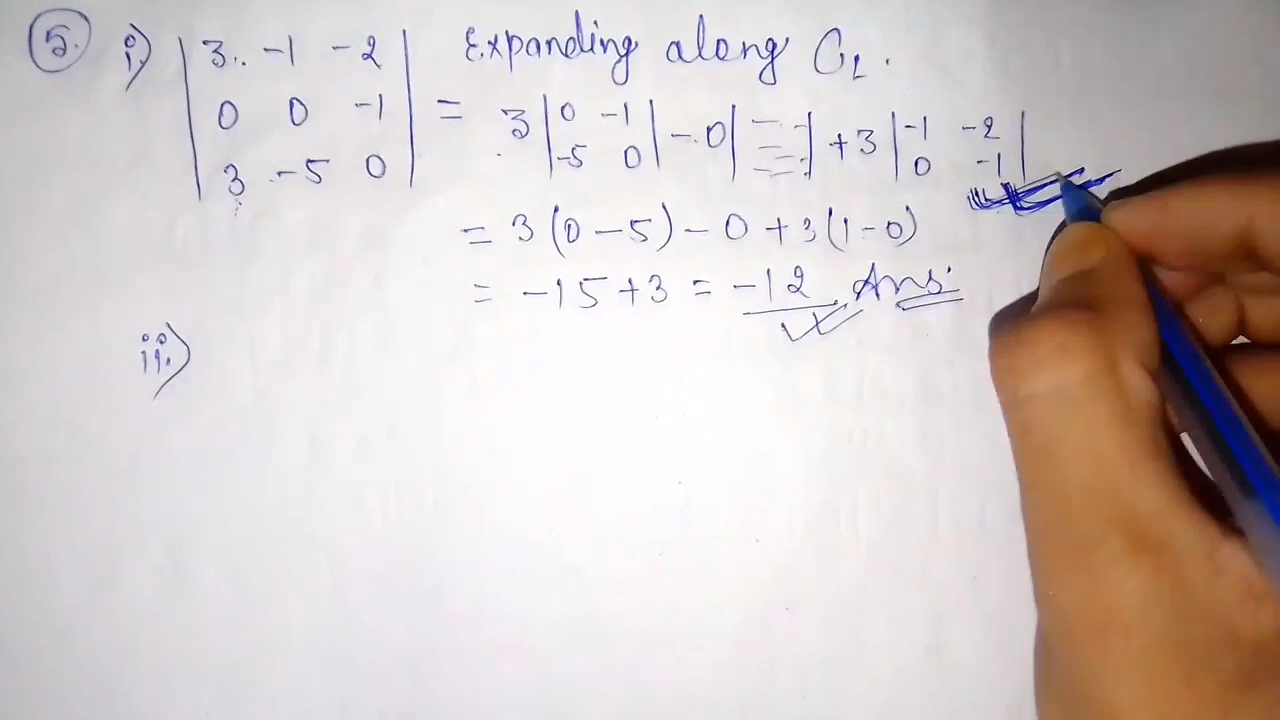 5. i) | 3 -1 -2 | Expanding along C1.
| 0 0 -1 | = 3 | 0 -1 | - 0 | | + 3 | -1 -2 |
| 3 -5 0 | | -5 0 | | 0 -1 |
= 3 (0 - 5) - 0 + 3 (1 - 0)
= -15 + 3 = -12 Ans:
ii.)